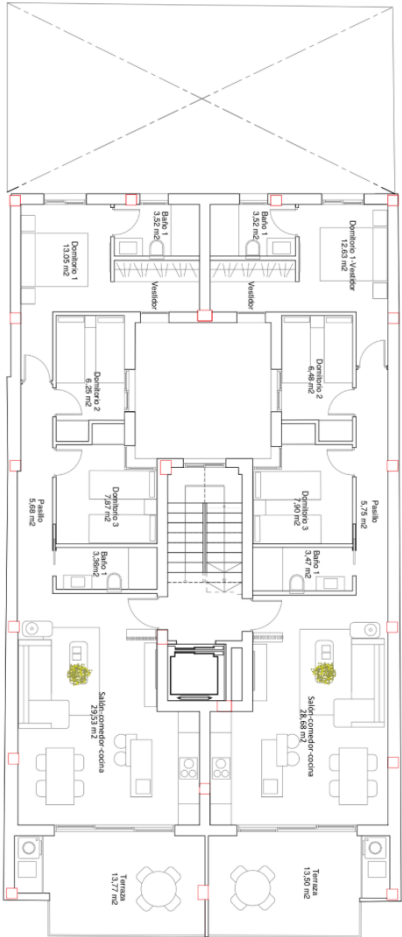 Dormitorio 1
13.05 m2
Baño 1
3,52 m2
Vestidor
Baño 1
3,52 m2
Vestidor
Dormitorio 1-Vestidor
12.63 m2
Dormitorio 2
6.25 m2
Dormitorio 2
6,48 m2
Dormitorio 3
7,87 m2
Dormitorio 3
7,90 m2
Pasillo
5,68 m2
Pasillo
5,75 m2
Baño 1
3,36m2
Baño 1
3,47 m2
Salón-comedor-cocina
29,53 m2
Salón-comedor-cocina
28,68 m2
Terraza
13,77 m2
Terraza
13,50 m2